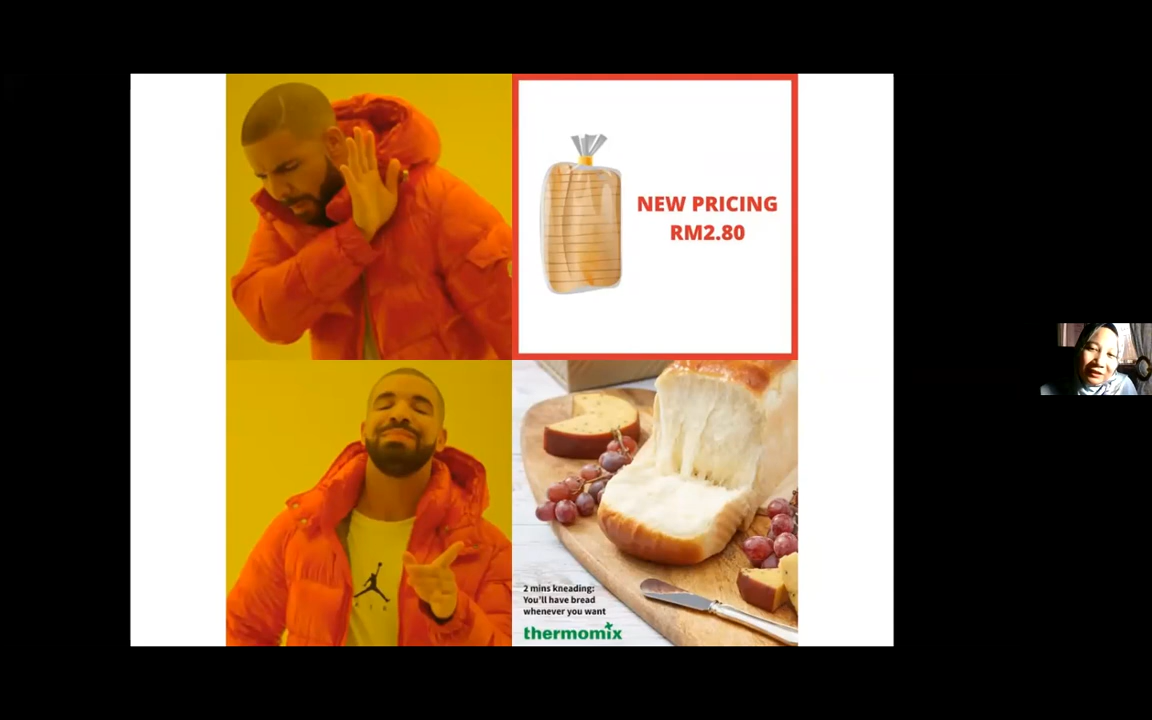 NEW PRICING
RM2.80
2 mins kneading:
You'll have bread
whenever you want
thermomix